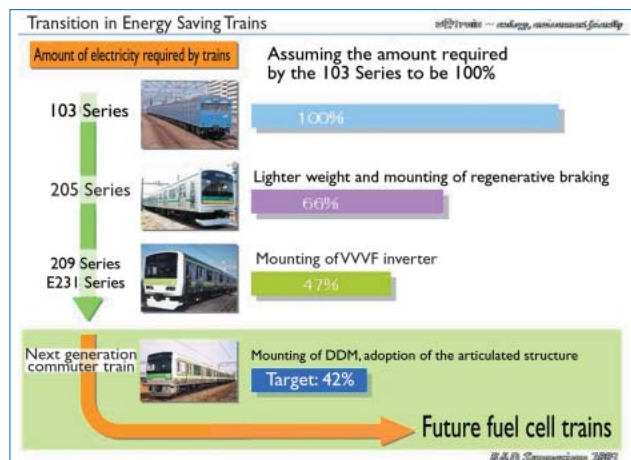 Transition in Energy Saving Trains
Amount of electricity required by trains
Assuming the amount required
by the 103 Series to be 100%
103 Series
100%
205 Series
Lighter weight and mounting of regenerative braking
66%
209 Series
E231 Series
Mounting of VVVF inverter
47%
Next generation
commuter train
Mounting of DDM, adoption of the articulated structure
Target: 42%
Future fuel cell trains